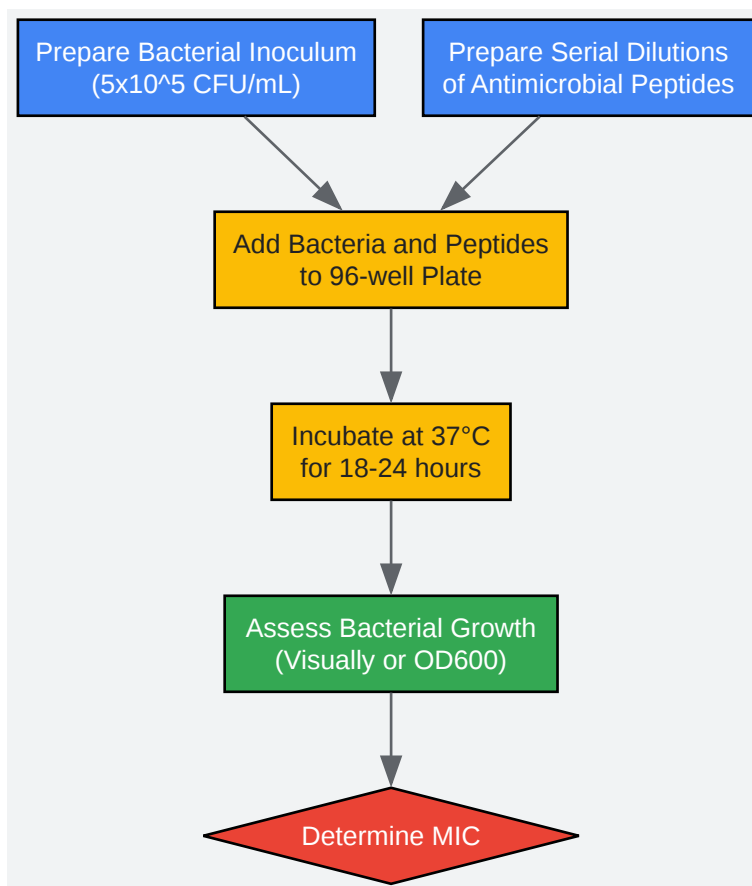 Prepare Bacterial Inoculum
(5x10^5 CFU/mL)
Prepare Serial Dilutions
of Antimicrobial Peptides
Add Bacteria and Peptides
to 96-well Plate
Incubate at 37°C
for 18-24 hours
Assess Bacterial Growth
(Visually or OD600)
Determine MIC